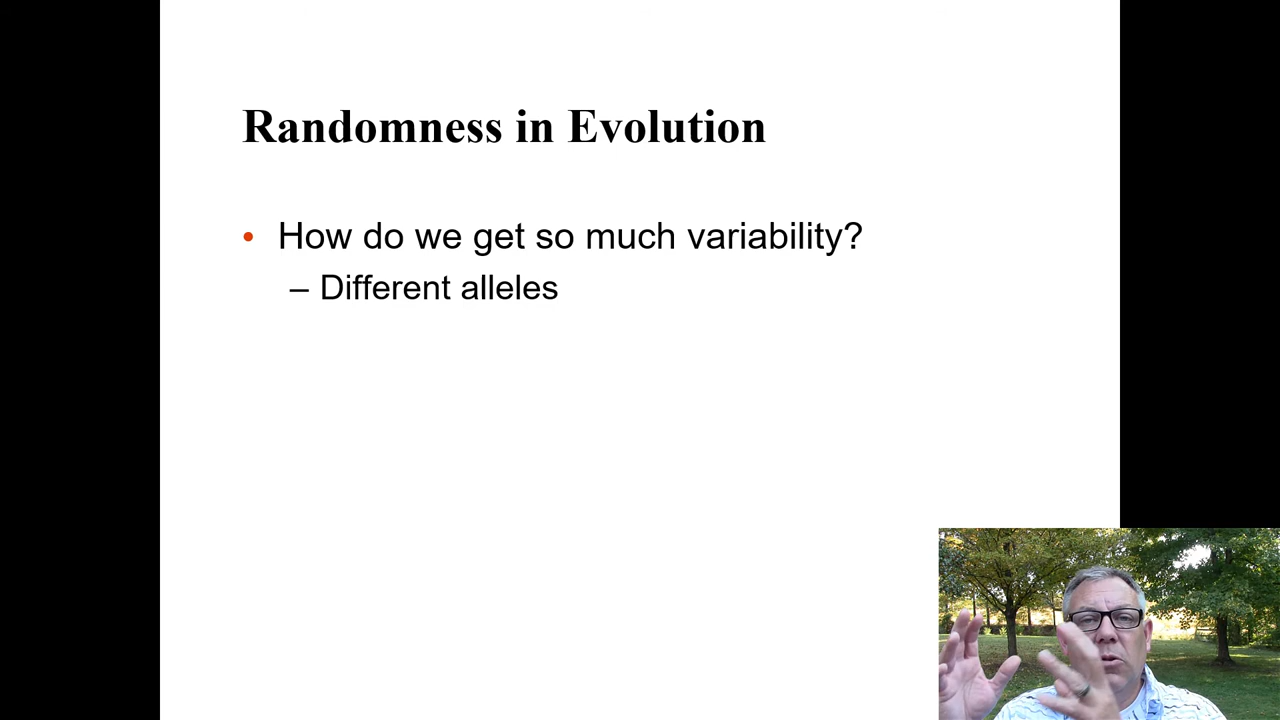 Randomness in Evolution
• How do we get so much variability?
– Different alleles